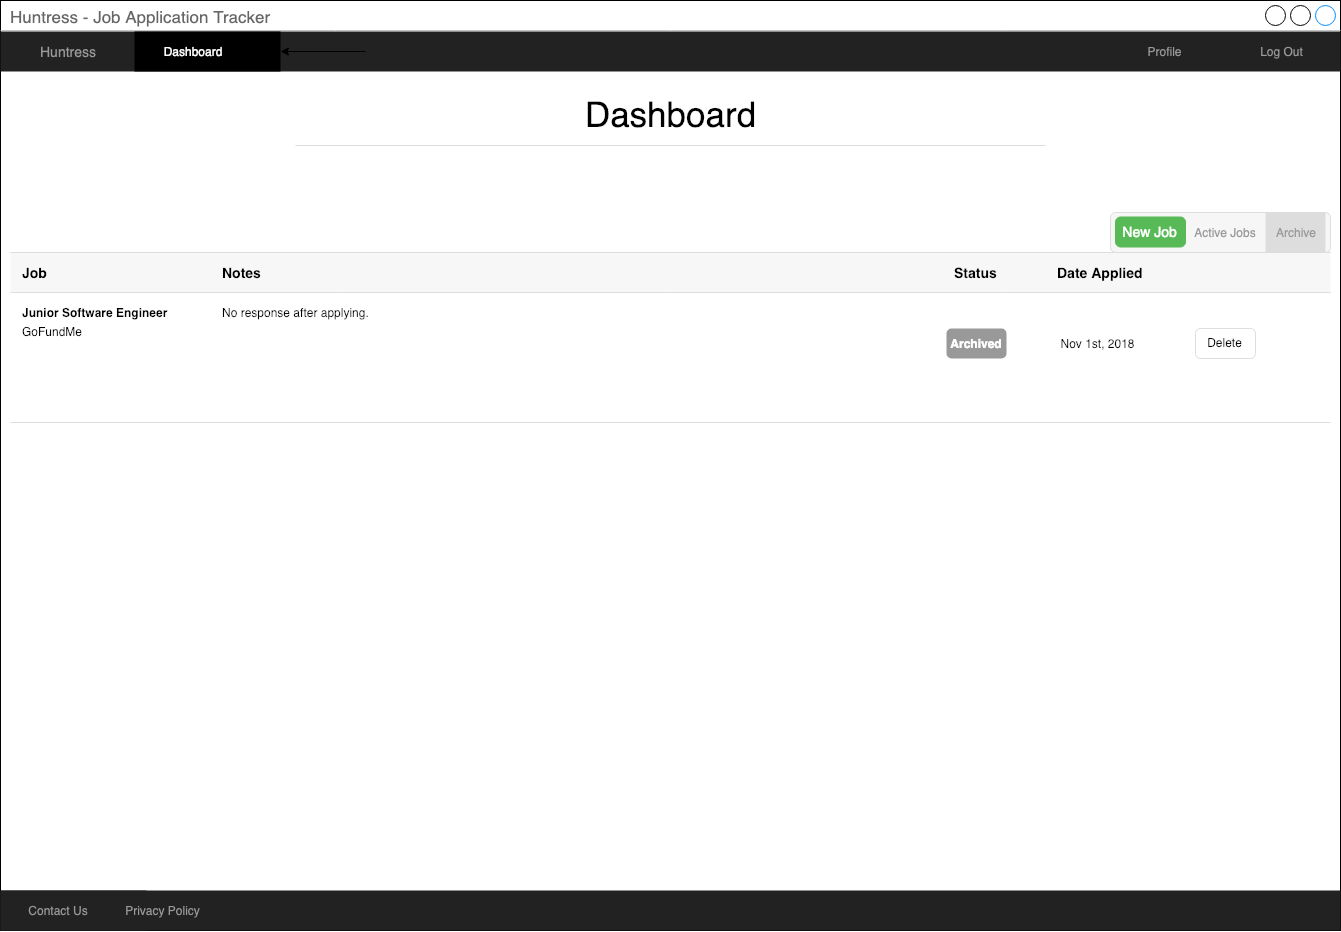 Huntress - Job Application Tracker
Huntress Dashboard Profile Log Out
Dashboard
New Job Active Jobs Archive
Job Notes Status Date Applied
Junior Software Engineer No response after applying.
GoFundMe
Archived Nov 1st, 2018 Delete
Contact Us Privacy Policy